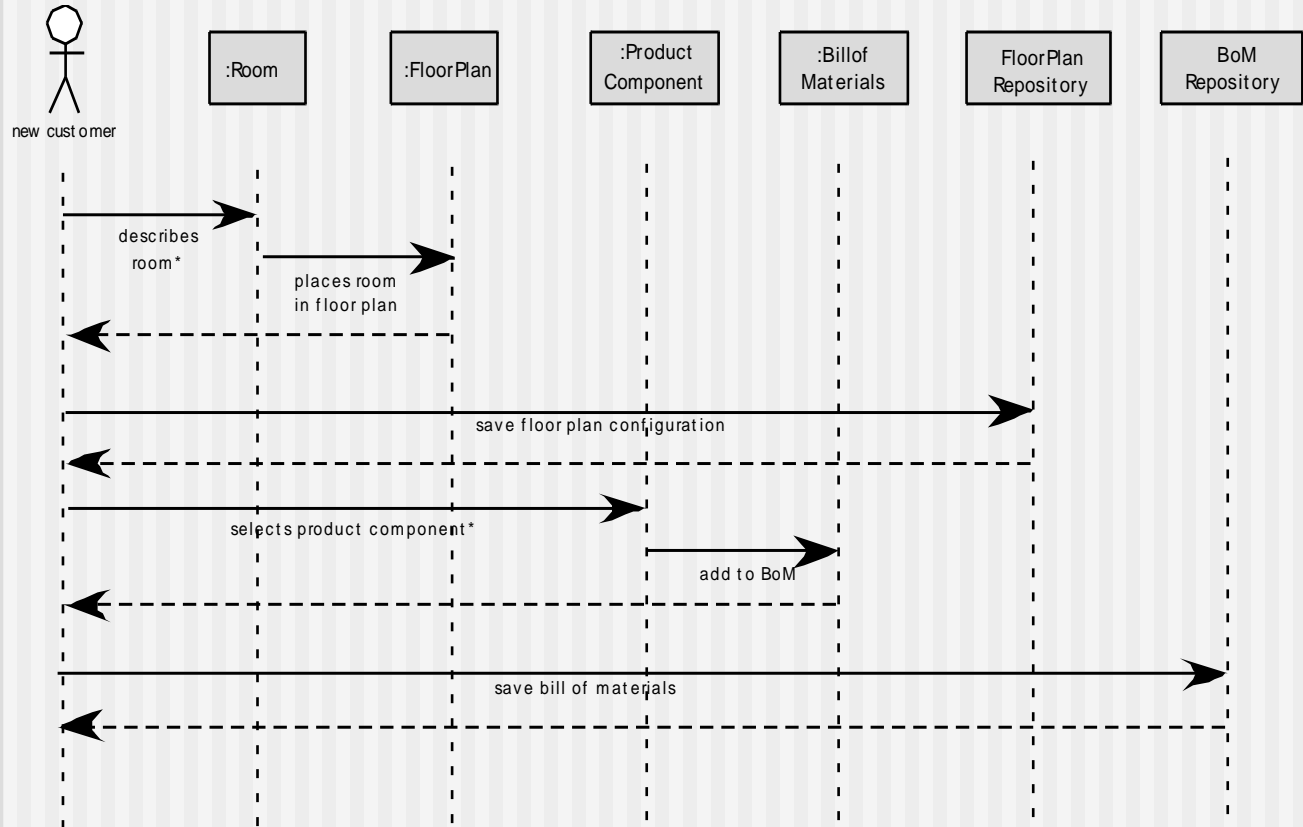 :Room
:FloorPlan
:Product
Component
:Billof
Materials
FloorPlan
Repository
BoM
Repository
new customer
describes
room*
places room
in floor plan
save floor plan configuration
selects product component*
add to BoM
save bill of materials